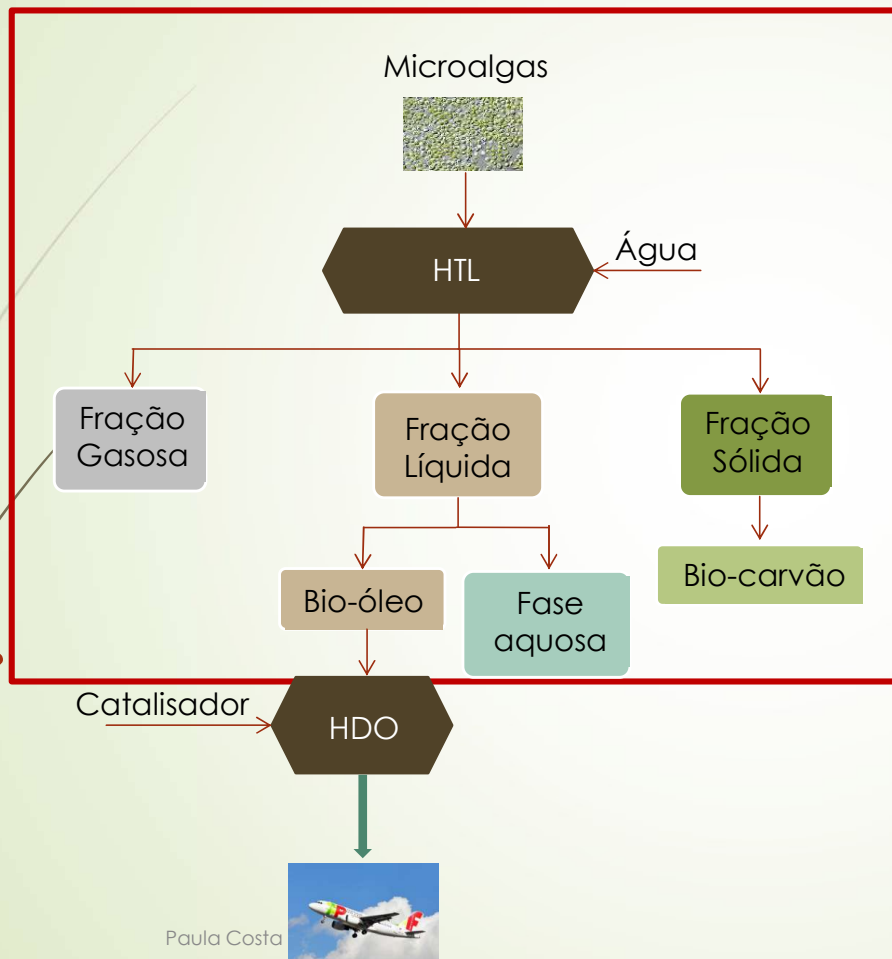 Microalgas
HTL
Água
Fração
Gasosa
Fração
Líquida
Fração
Sólida
Bio-óleo
Fase
aquosa
Bio-carvão
Catalisador
HDO
Paula Costa